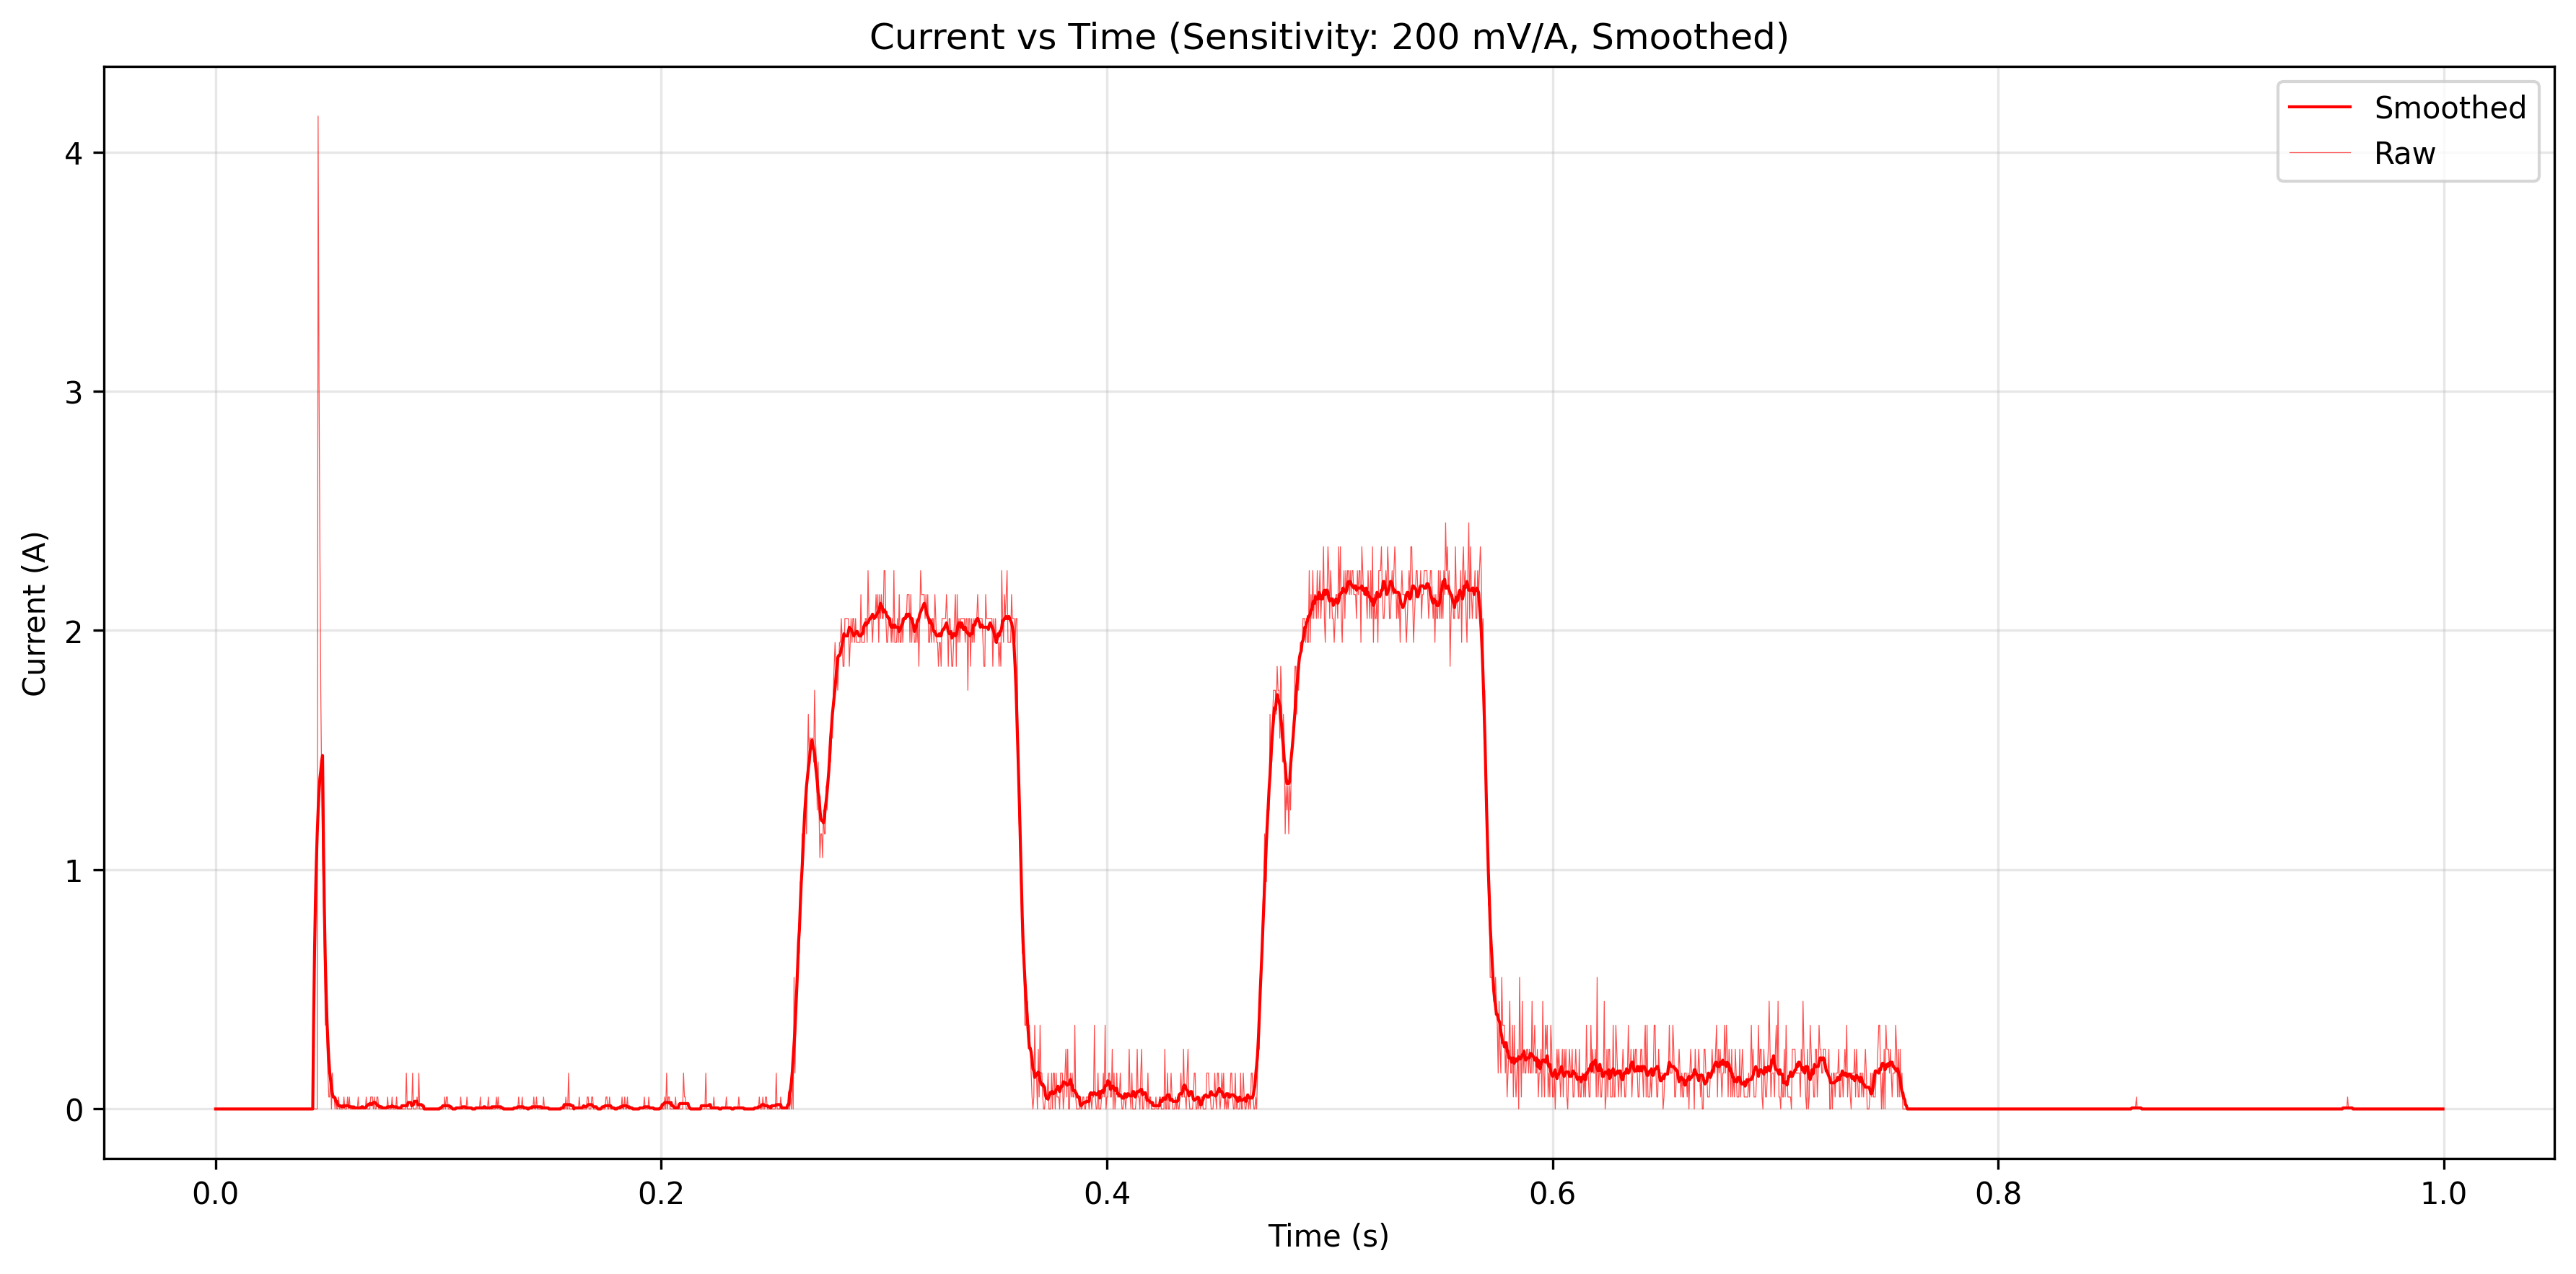 Current vs Time (Sensitivity: 200 mV/A, Smoothed)
Smoothed
Raw
Current (A)
4
3
2
1
0
0.0
0.2
0.4
0.6
0.8
1.0
Time (s)